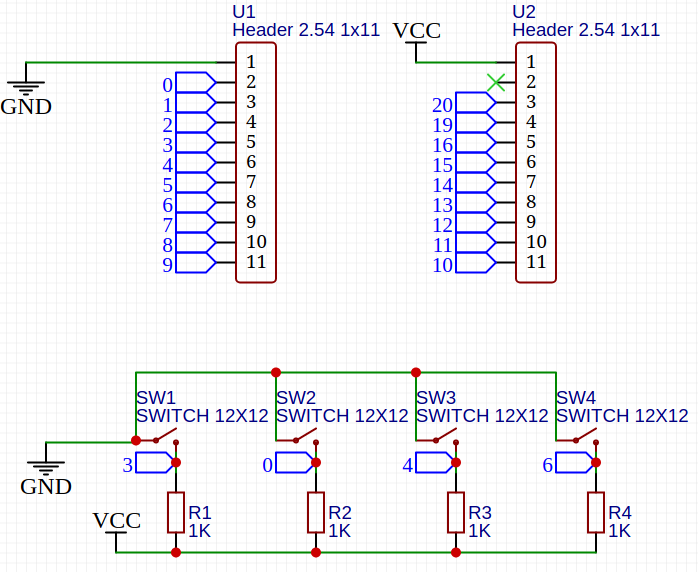 U1
Header 2.54 1x11
GND
1
0 2
1 3
2 4
3 5
4 6
5 7
6 8
7 9
8 10
9 11
U2
Header 2.54 1x11
VCC
1
2
20 3
19 4
16 5
15 6
14 7
13 8
12 9
11 10
10 11
SW1
SWITCH 12X12
SW2
SWITCH 12X12
SW3
SWITCH 12X12
SW4
SWITCH 12X12
GND
3
0
4
6
VCC
R1
1K
R2
1K
R3
1K
R4
1K